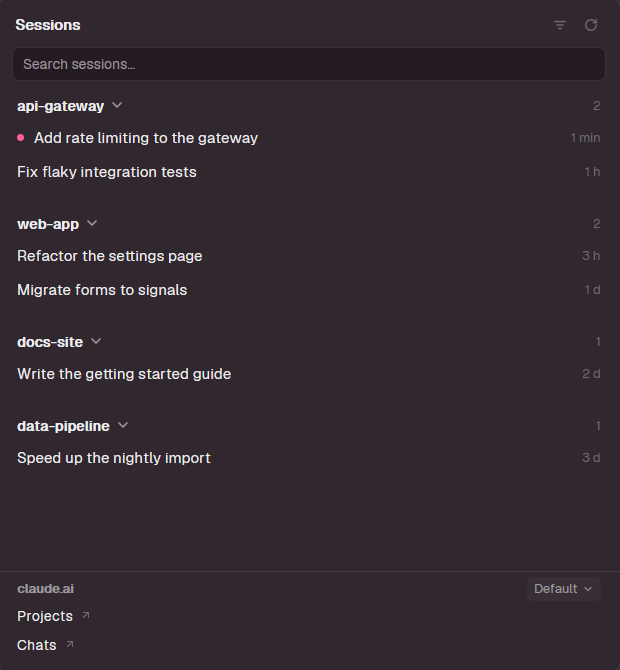 Sessions
Search sessions...
api-gateway 2
Add rate limiting to the gateway 1 min
Fix flaky integration tests 1 h
web-app 2
Refactor the settings page 3 h
Migrate forms to signals 1 d
docs-site 1
Write the getting started guide 2 d
data-pipeline 1
Speed up the nightly import 3 d
claude.ai Default
Projects
Chats